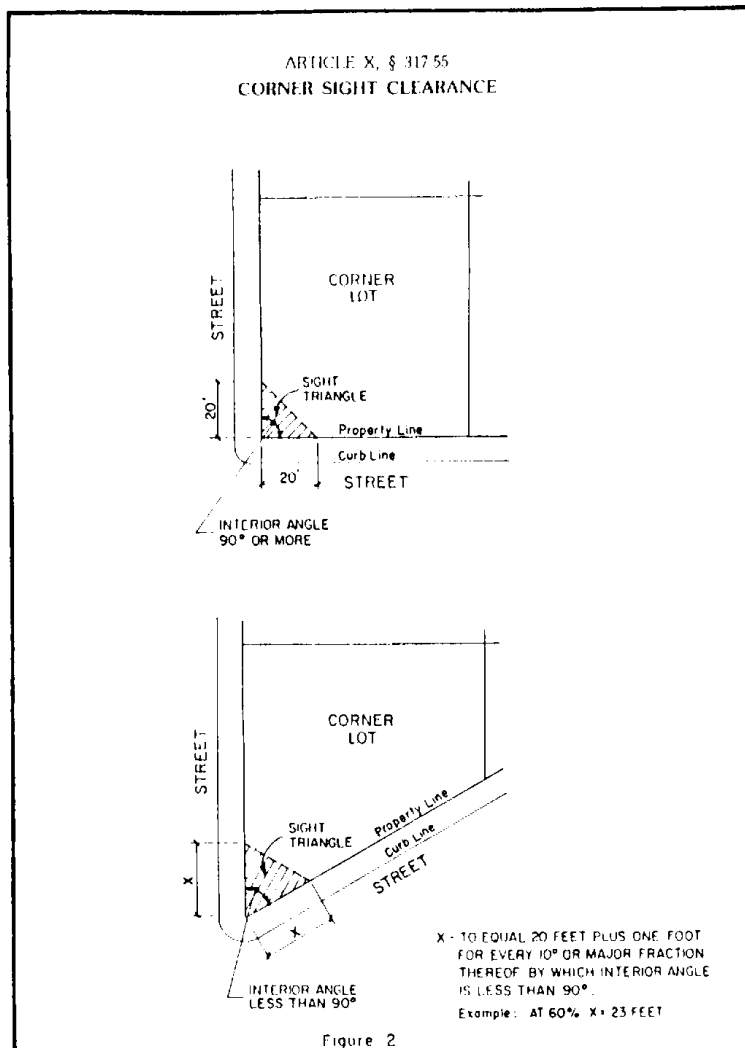 ARTICLE X, § 317-55
CORNER SIGHT CLEARANCE
STREET
CORNER
LOT
20'
SIGHT
TRIANGLE
Property Line
Curb Line
20'
STREET
INTERIOR ANGLE
90° OR MORE
STREET
CORNER
LOT
SIGHT
TRIANGLE
Property Line
Curb Line
STREET
X
X
INTERIOR ANGLE
LESS THAN 90°
X - TO EQUAL 20 FEET PLUS ONE FOOT
FOR EVERY 10° OR MAJOR FRACTION
THEREOF BY WHICH INTERIOR ANGLE
IS LESS THAN 90°.
Example: AT 60% X= 23 FEET
Figure 2